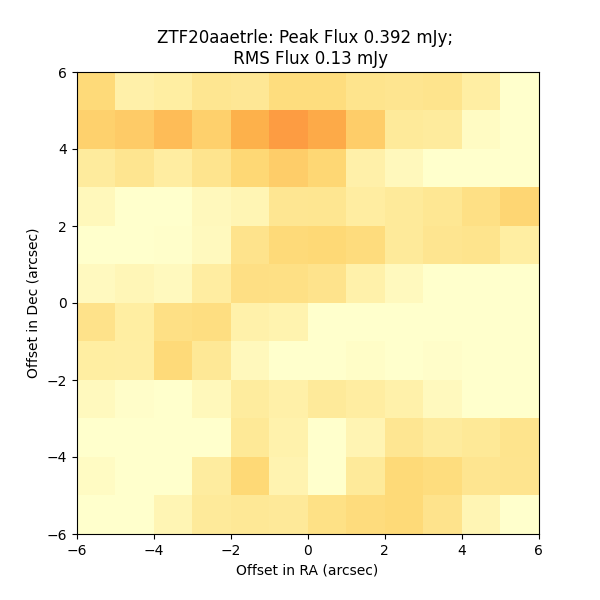 ZTF20aaetrle: Peak Flux 0.392 mJy;
RMS Flux 0.13 mJy
6
4
2
0
−2
−4
−6
Offset in Dec (arcsec)
−6 −4 −2 0 2 4 6
Offset in RA (arcsec)